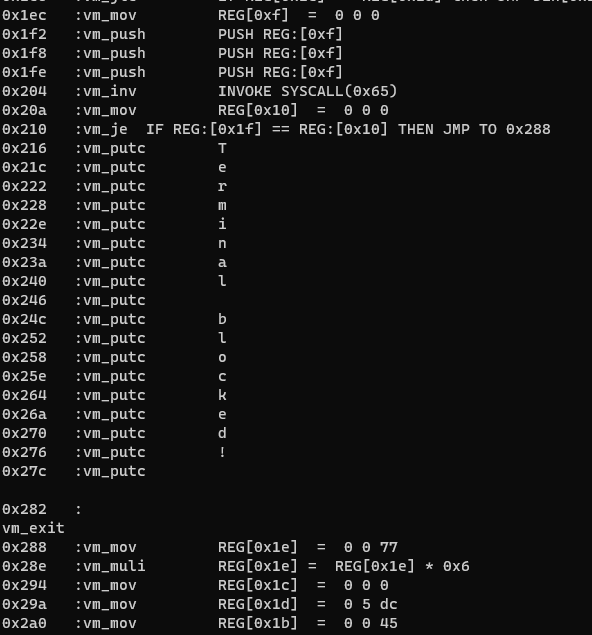 0x1ec :vm_mov REG[0xf] = 0 0 0
0x1f2 :vm_push PUSH REG:[0xf]
0x1f8 :vm_push PUSH REG:[0xf]
0x1fe :vm_push PUSH REG:[0xf]
0x204 :vm_inv INVOKE SYSCALL(0x65)
0x20a :vm_mov REG[0x10] = 0 0 0
0x210 :vm_je IF REG:[0x1f] == REG:[0x10] THEN JMP TO 0x288
0x216 :vm_putc T
0x21c :vm_putc e
0x222 :vm_putc r
0x228 :vm_putc m
0x22e :vm_putc i
0x234 :vm_putc n
0x23a :vm_putc a
0x240 :vm_putc l
0x246 :vm_putc
0x24c :vm_putc b
0x252 :vm_putc l
0x258 :vm_putc o
0x25e :vm_putc c
0x264 :vm_putc k
0x26a :vm_putc e
0x270 :vm_putc d
0x276 :vm_putc !
0x27c :vm_putc
0x282 :
vm_exit
0x288 :vm_mov REG[0x1e] = 0 0 77
0x28e :vm_muli REG[0x1e] = REG[0x1e] * 0x6
0x294 :vm_mov REG[0x1c] = 0 0 0
0x29a :vm_mov REG[0x1d] = 0 5 dc
0x2a0 :vm_mov REG[0x1b] = 0 0 45